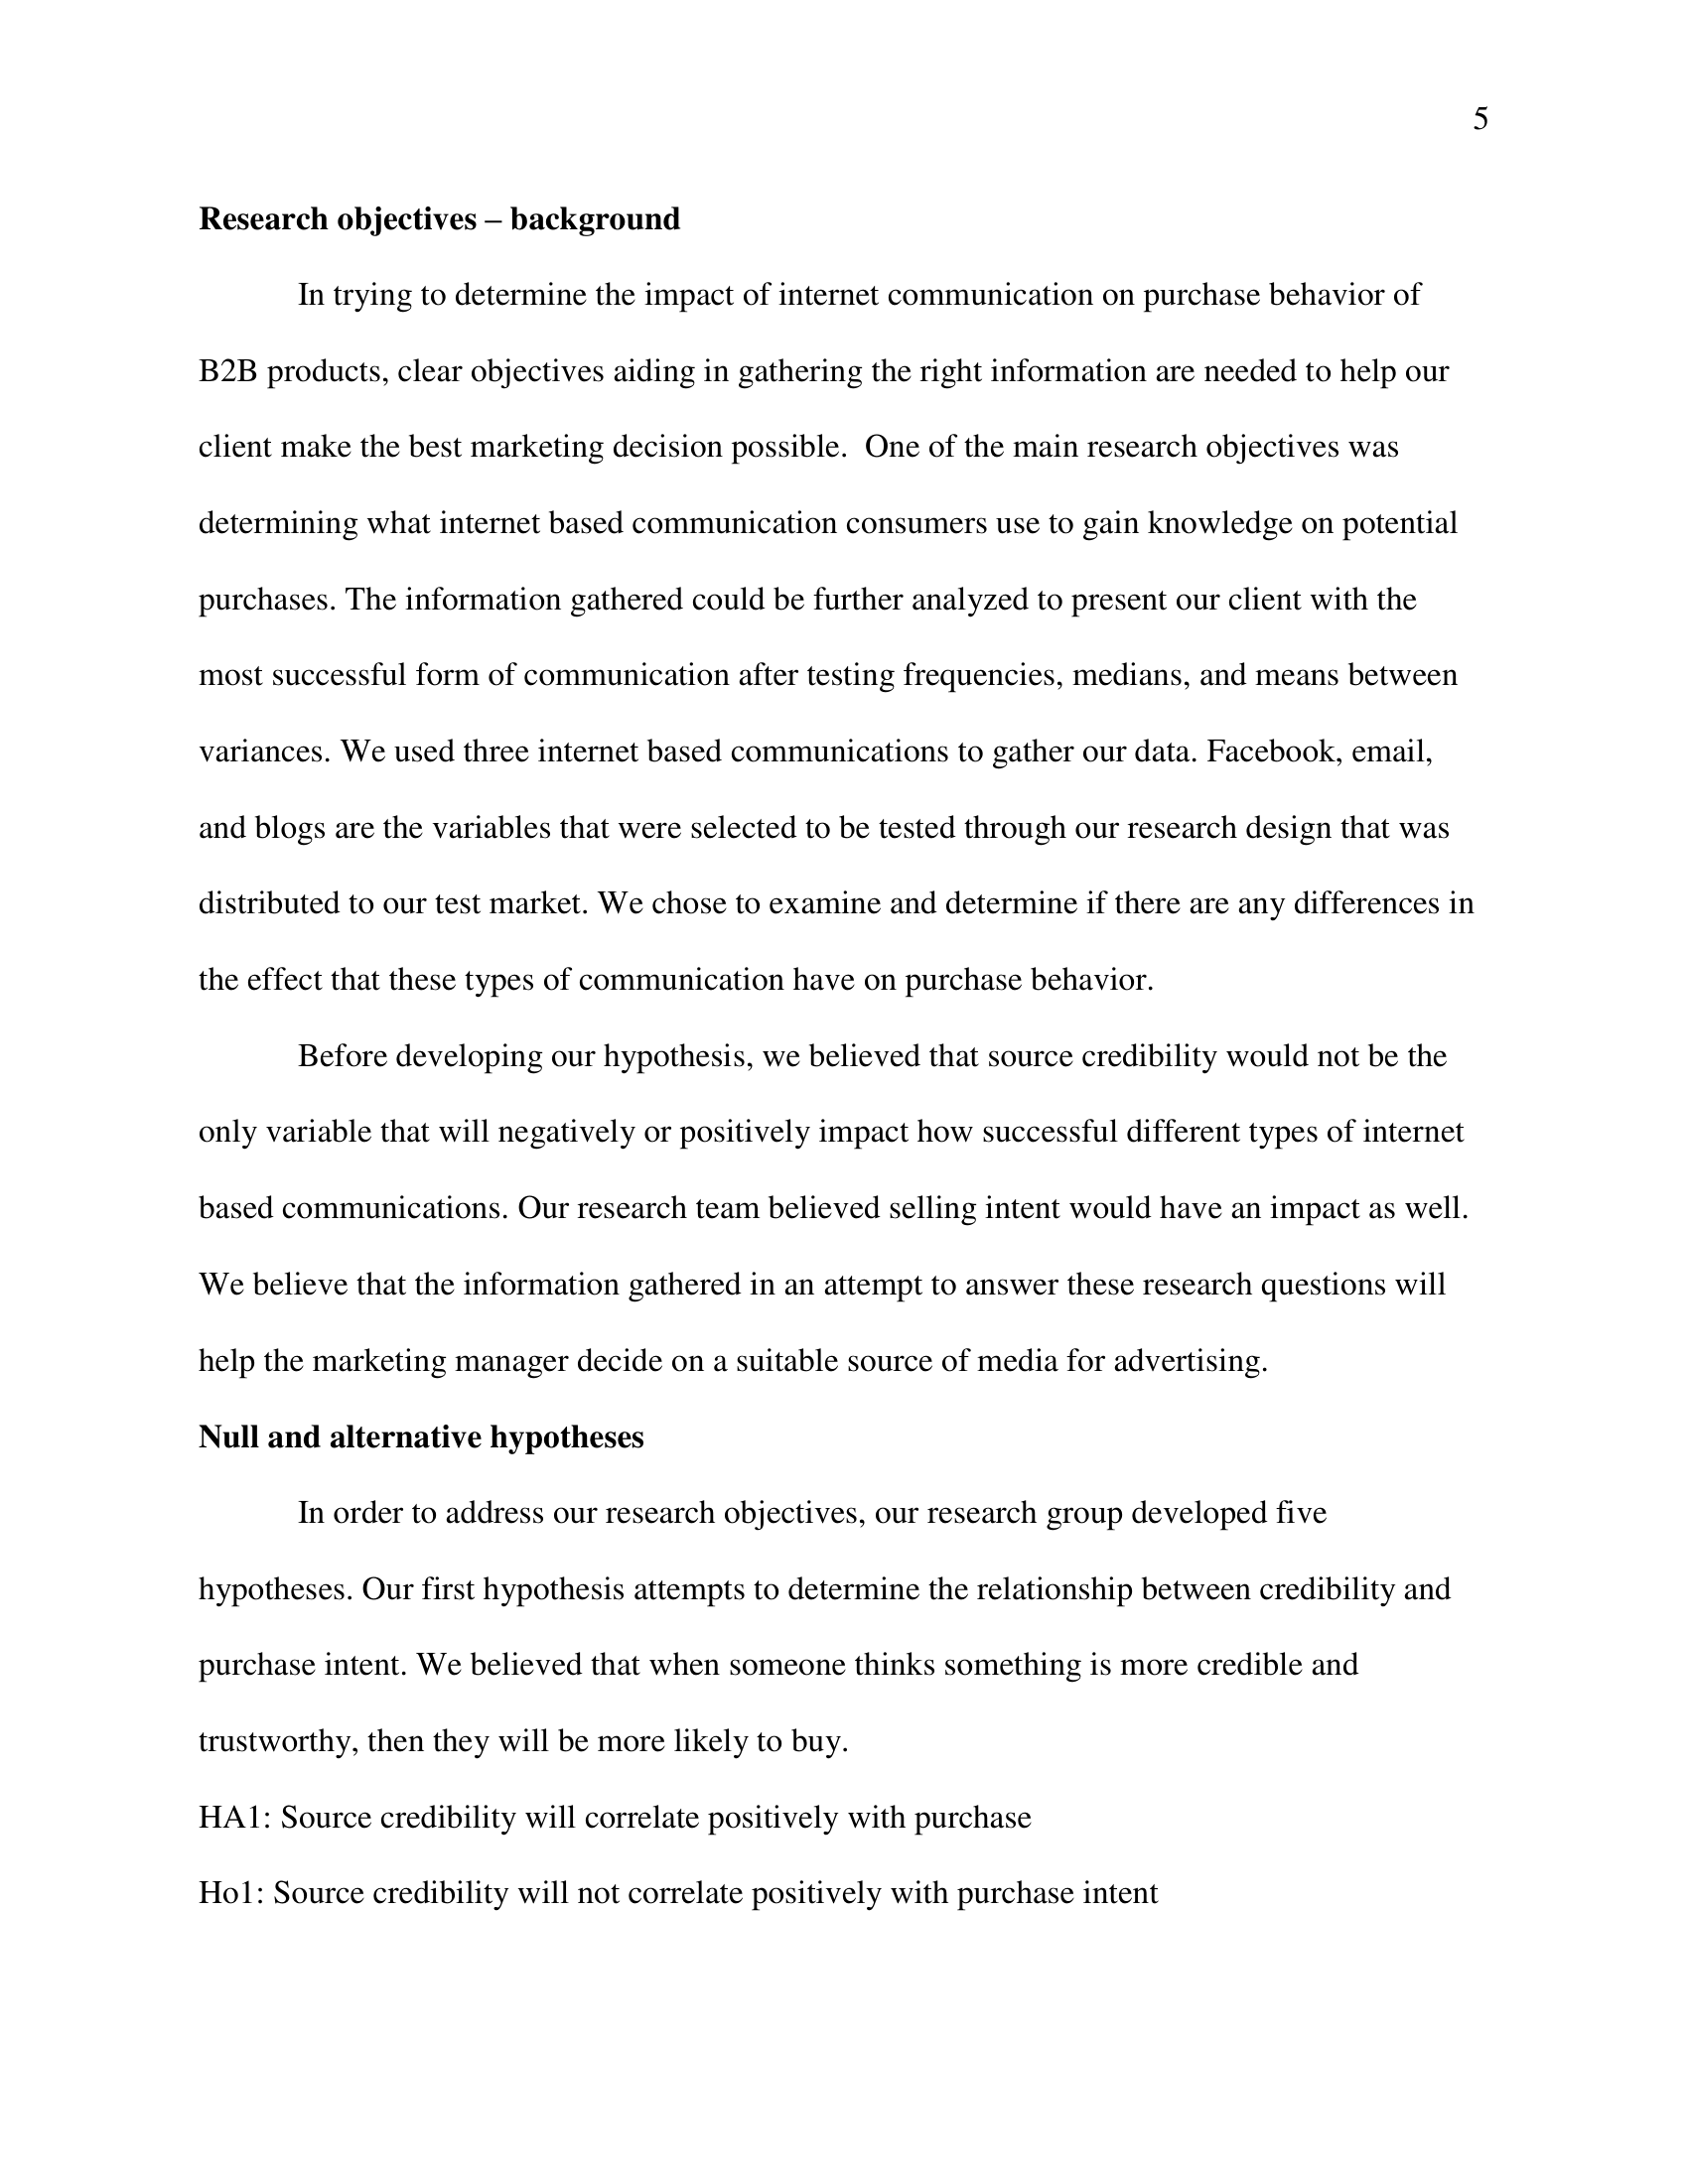 5
Research objectives – background
In trying to determine the impact of internet communication on purchase behavior of
B2B products, clear objectives aiding in gathering the right information are needed to help our
client make the best marketing decision possible.  One of the main research objectives was
determining what internet based communication consumers use to gain knowledge on potential
purchases. The information gathered could be further analyzed to present our client with the
most successful form of communication after testing frequencies, medians, and means between
variances. We used three internet based communications to gather our data. Facebook, email,
and blogs are the variables that were selected to be tested through our research design that was
distributed to our test market. We chose to examine and determine if there are any differences in
the effect that these types of communication have on purchase behavior.
Before developing our hypothesis, we believed that source credibility would not be the
only variable that will negatively or positively impact how successful different types of internet
based communications. Our research team believed selling intent would have an impact as well.
We believe that the information gathered in an attempt to answer these research questions will
help the marketing manager decide on a suitable source of media for advertising.
Null and alternative hypotheses
In order to address our research objectives, our research group developed five
hypotheses. Our first hypothesis attempts to determine the relationship between credibility and
purchase intent. We believed that when someone thinks something is more credible and
trustworthy, then they will be more likely to buy.
HA1: Source credibility will correlate positively with purchase
Ho1: Source credibility will not correlate positively with purchase intent